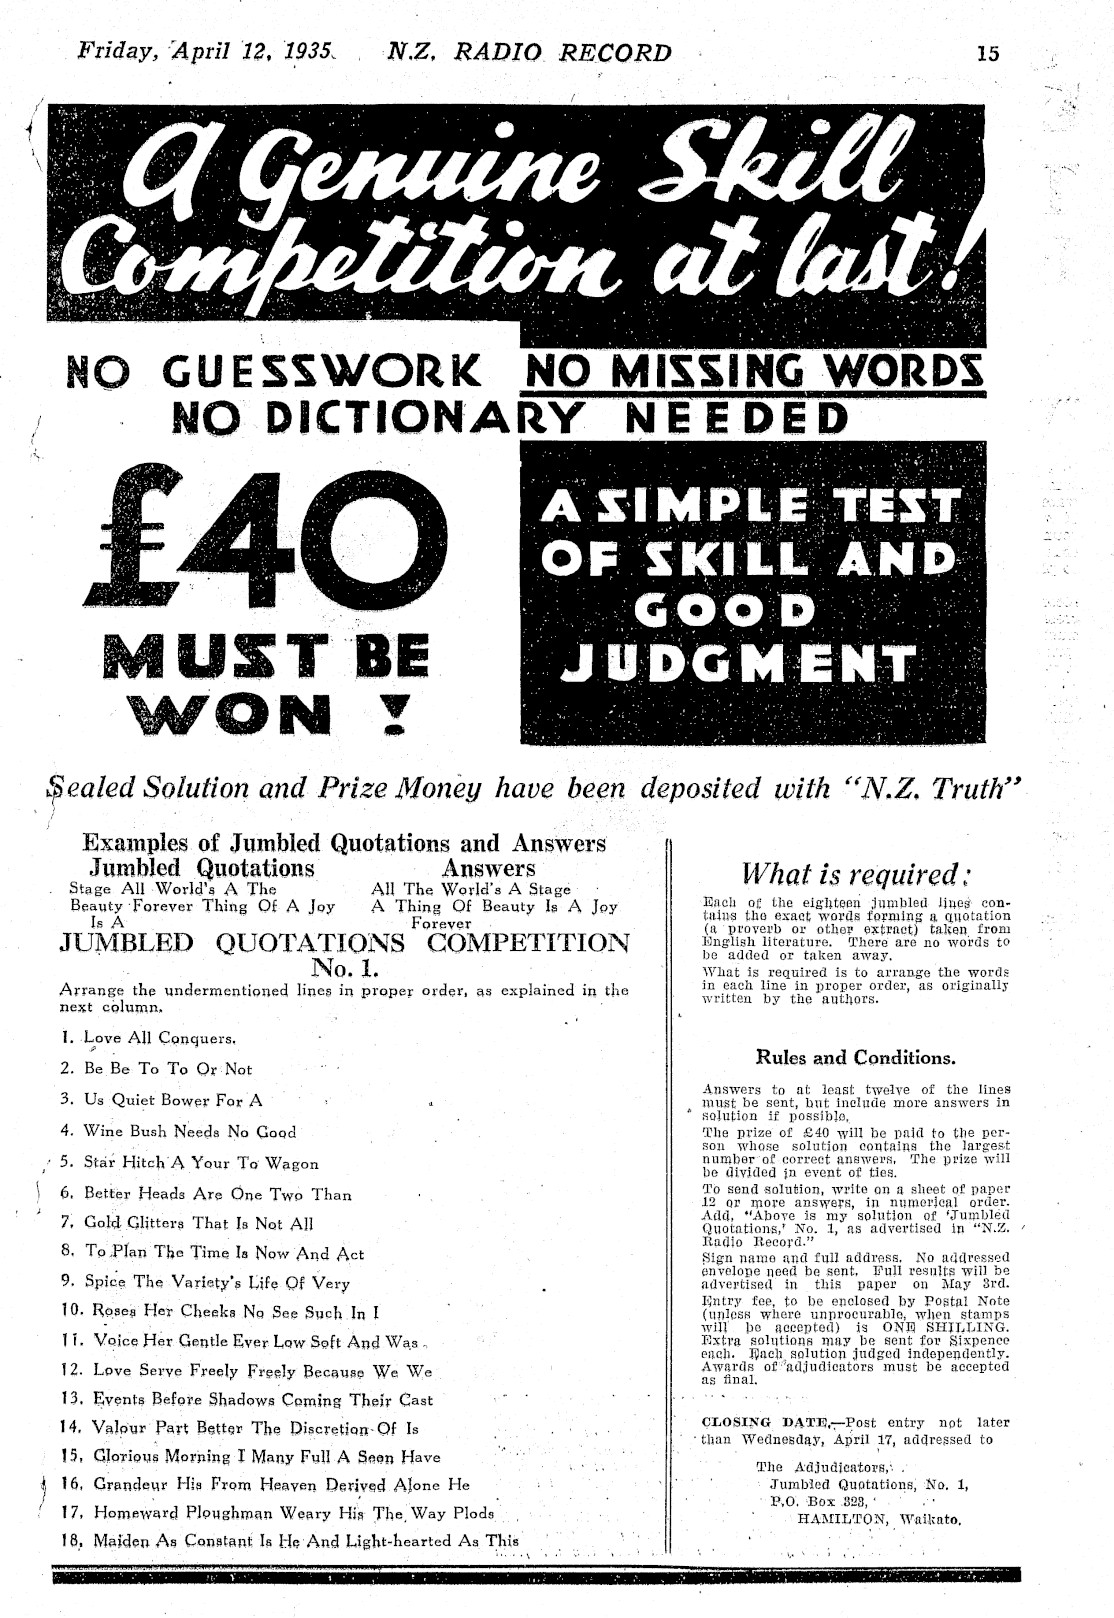 Friday, April 12, 1935. N.Z. RADIO RECORD 15
A Genuine Skill
Competition at last!
NO GUESSWORK NO MISSING WORDS
NO DICTIONARY NEEDED
£40
MUST BE
WON!
A SIMPLE TEST
OF SKILL AND
GOOD
JUDGMENT
Sealed Solution and Prize Money have been deposited with "N.Z. Truth"
Examples of Jumbled Quotations and Answers
Jumbled Quotations Answers
Stage All World's A The All The World's A Stage
Beauty Forever Thing Of A Joy A Thing Of Beauty Is A Joy
Is A Forever
JUMBLED QUOTATIONS COMPETITION
No. 1.
Arrange the undermentioned lines in proper order, as explained in the
next column.
1. Love All Conquers.
2. Be Be To To Or Not
3. Us Quiet Bower For A
4. Wine Bush Needs No Good
5. Star Hitch A Your To Wagon
6. Better Heads Are One Two Than
7. Gold Glitters That Is Not All
8. To Plan The Time Is Now And Act
9. Spice The Variety's Life Of Very
10. Roses Her Cheeks No See Such In I
11. Voice Her Gentle Ever Low Soft And Was
12. Love Serve Freely Freely Because We We
13. Events Before Shadows Coming Their Cast
14. Valour Part Better The Discretion Of Is
15. Glorious Morning I Many Full A Seen Have
16. Grandeur His From Heaven Derived Alone He
17. Homeward Ploughman Weary His The Way Plods
18. Maiden As Constant Is He And Light-hearted As This
What is required:
Each of the eighteen jumbled lines con-
tains the exact words forming a quotation
(a proverb or other extract) taken from
English literature. There are no words to
be added or taken away.
What is required is to arrange the words
in each line in proper order, as originally
written by the authors.
Rules and Conditions.
Answers to at least twelve of the lines
must be sent, but include more answers in
solution if possible.
The prize of £40 will be paid to the per-
son whose solution contains the largest
number of correct answers. The prize will
be divided in event of ties.
To send solution, write on a sheet of paper
12 or more answers, in numerical order.
Add, "Above is my solution of 'Jumbled
Quotations,' No. 1, as advertised in "N.Z.
Radio Record."
Sign name and full address. No addressed
envelope need be sent. Full results will be
advertised in this paper on May 3rd.
Entry fee, to be enclosed by Postal Note
(unless where unprocurable, when stamps
will be accepted) is ONE SHILLING.
Extra solutions may be sent for Sixpence
each. Each solution judged independently.
Awards of adjudicators must be accepted
as final.
CLOSING DATE.—Post entry not later
than Wednesday, April 17, addressed to
The Adjudicators,
Jumbled Quotations, No. 1,
P.O. Box 323,
HAMILTON, Waikato.